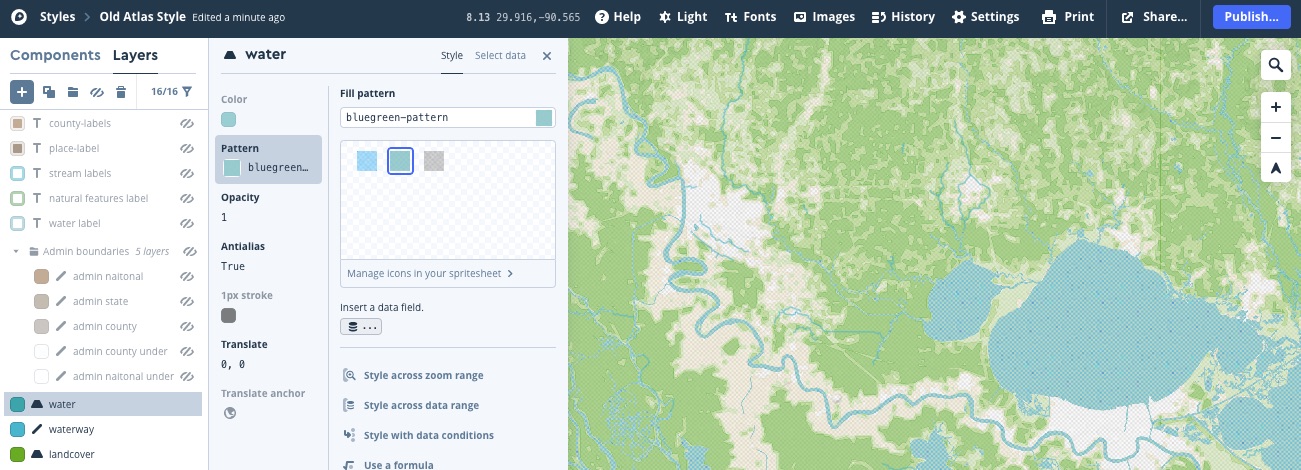 Styles
Old Atlas Style Edited a minute ago
8.13 29.916,-90.565
Help
Light
Fonts
Images
History
Settings
Print
Share...
Publish...
Components
Layers
16/16
county-labels
place-label
stream labels
natural features label
water label
Admin boundaries 5 layers
admin naitonal
admin state
admin county
admin county under
admin naitonal under
water
waterway
landcover
water
Style
Select data
Color
Pattern
bluegreen…
Opacity
1
Antialias
True
1px stroke
Translate
0, 0
Translate anchor
Fill pattern
bluegreen-pattern
Manage icons in your spritesheet
Insert a data field.
...
Style across zoom range
Style across data range
Style with data conditions
Use a formula